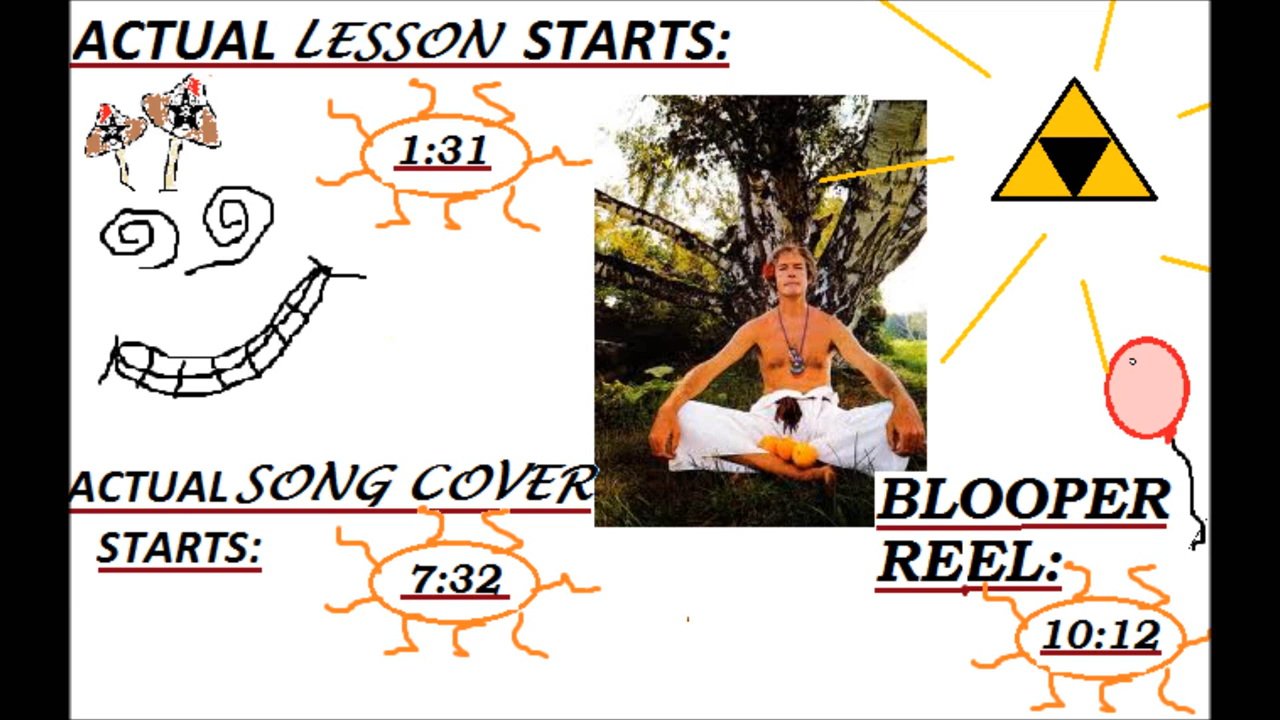 ACTUAL LESSON STARTS:
1:31
ACTUAL SONG COVER
STARTS:
7:32
BLOOPER
REEL:
10:12